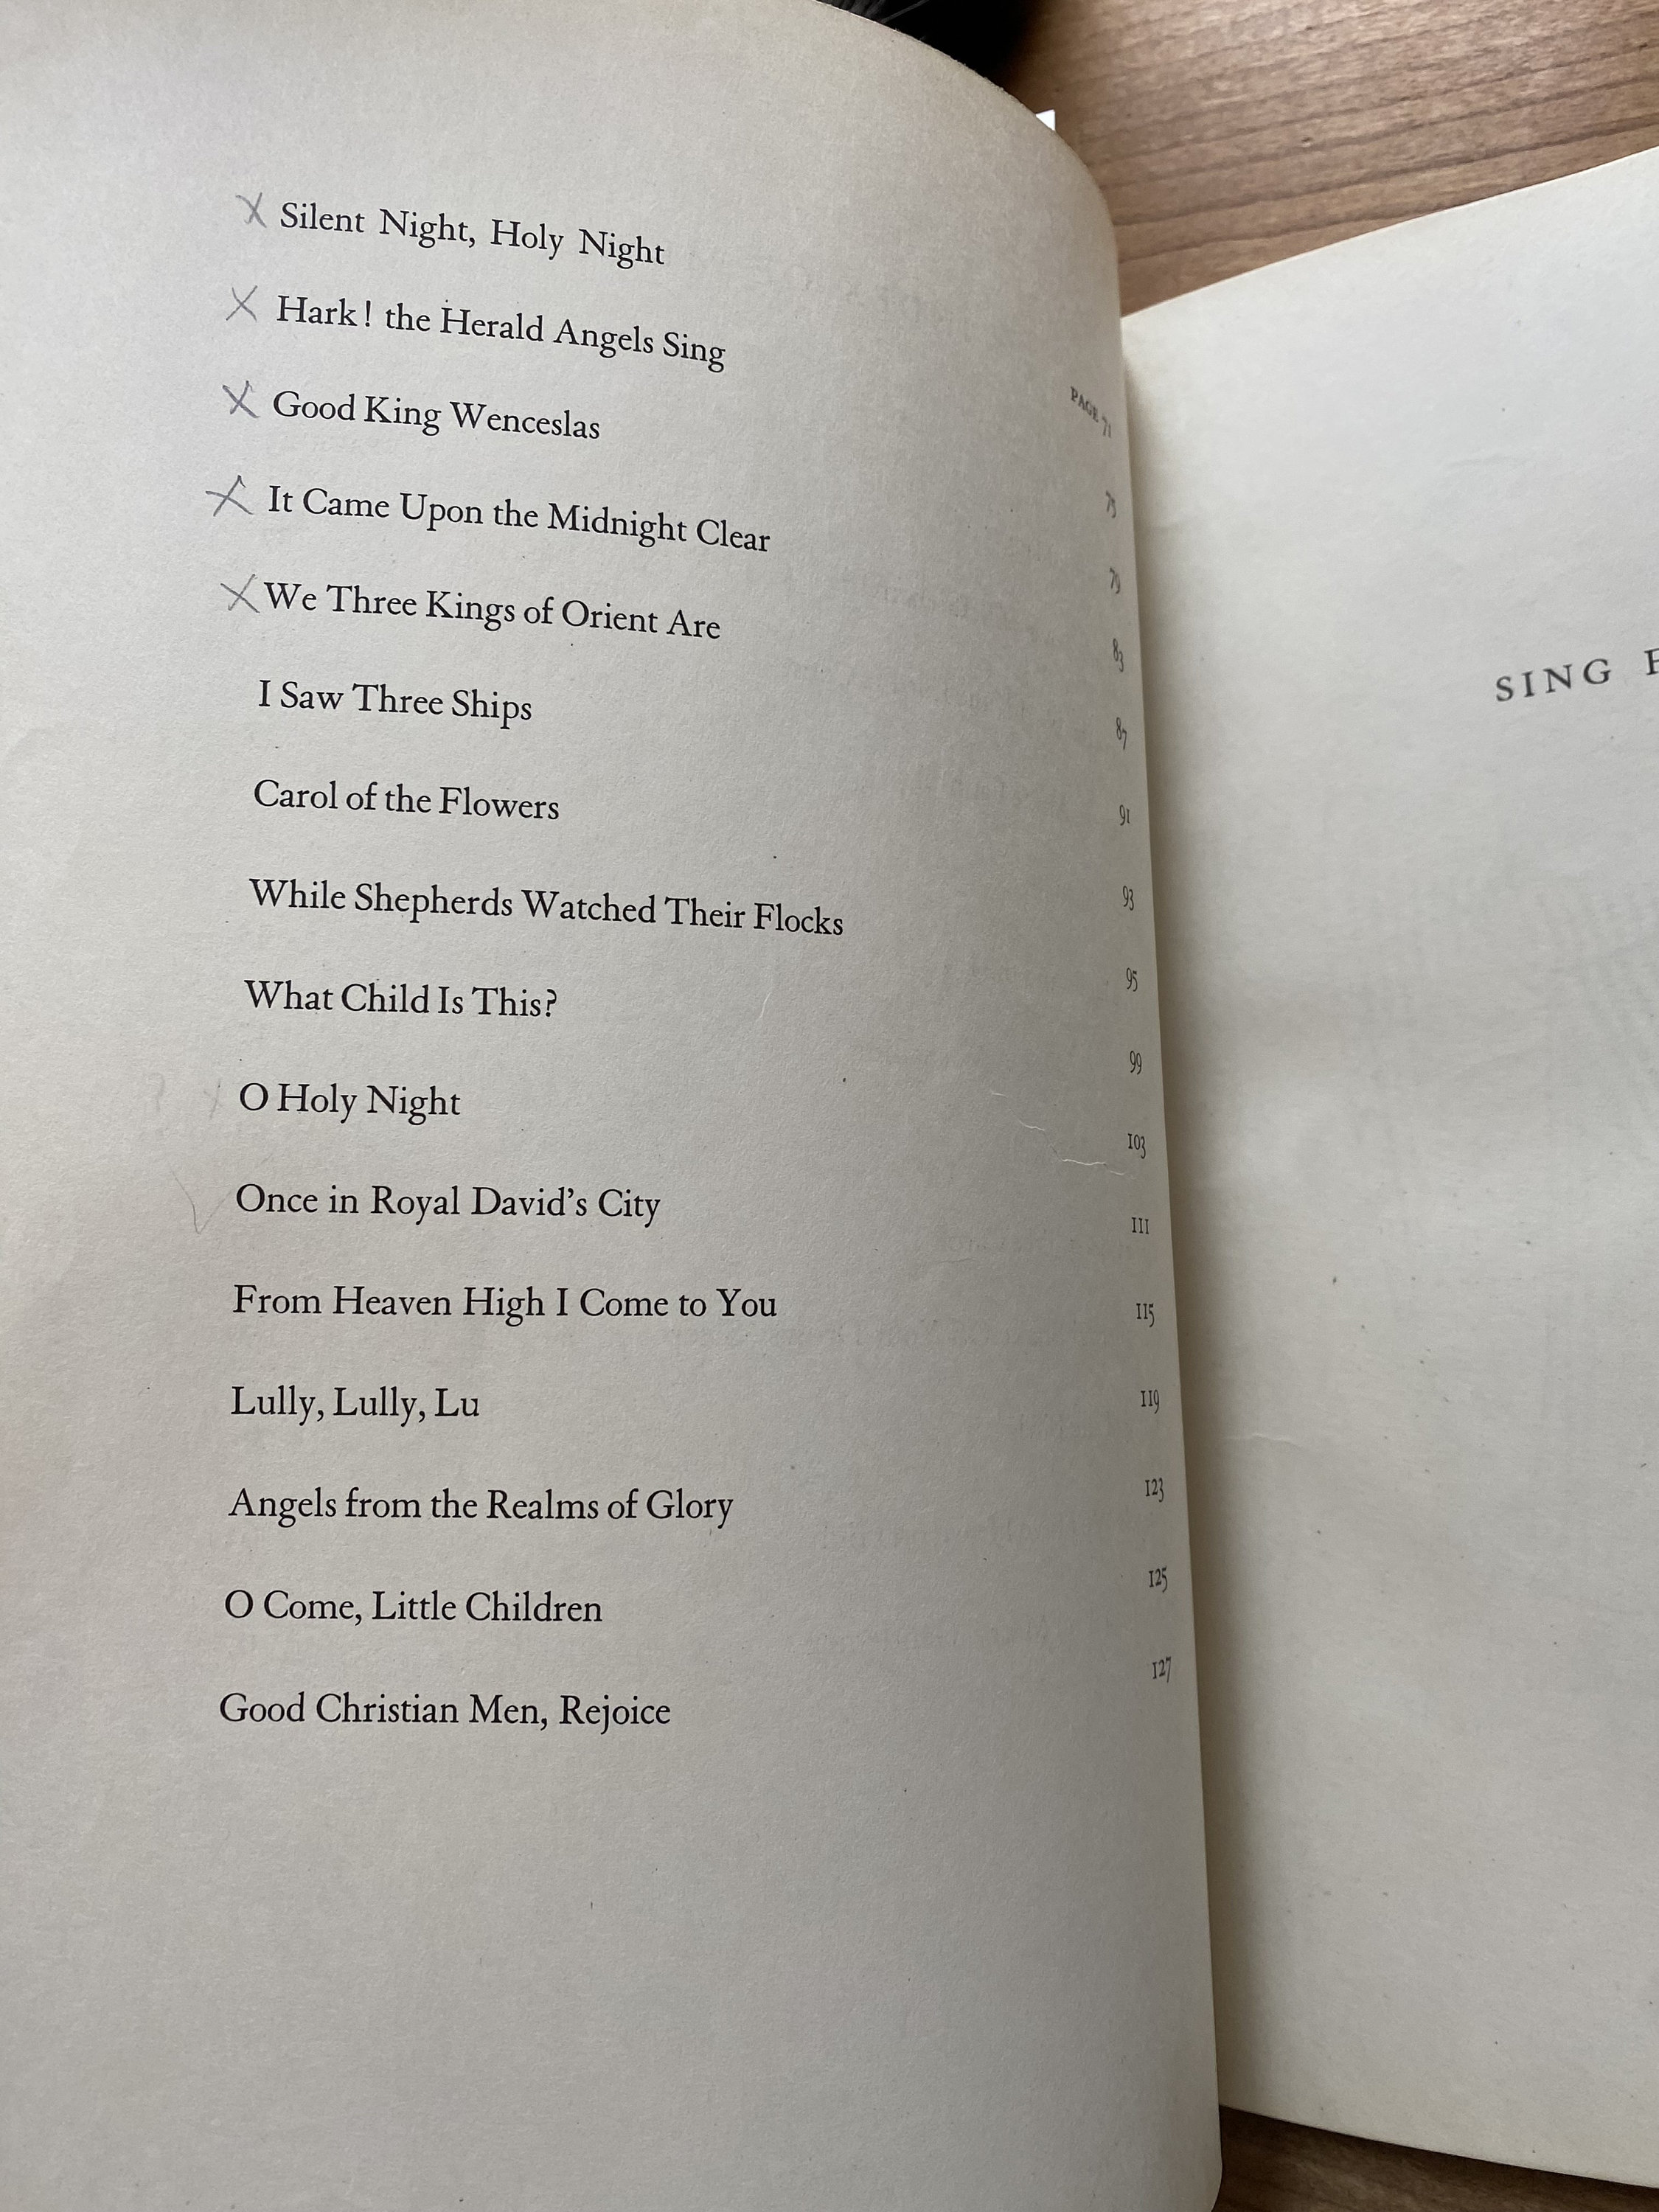 Silent Night, Holy Night PAGE 71
Hark! the Herald Angels Sing 75
Good King Wenceslas 79
It Came Upon the Midnight Clear 83
We Three Kings of Orient Are 87
I Saw Three Ships 91
Carol of the Flowers 93
While Shepherds Watched Their Flocks 95
What Child Is This? 99
O Holy Night 103
Once in Royal David's City 111
From Heaven High I Come to You 115
Lully, Lully, Lu 119
Angels from the Realms of Glory 123
O Come, Little Children 125
Good Christian Men, Rejoice 127
SING